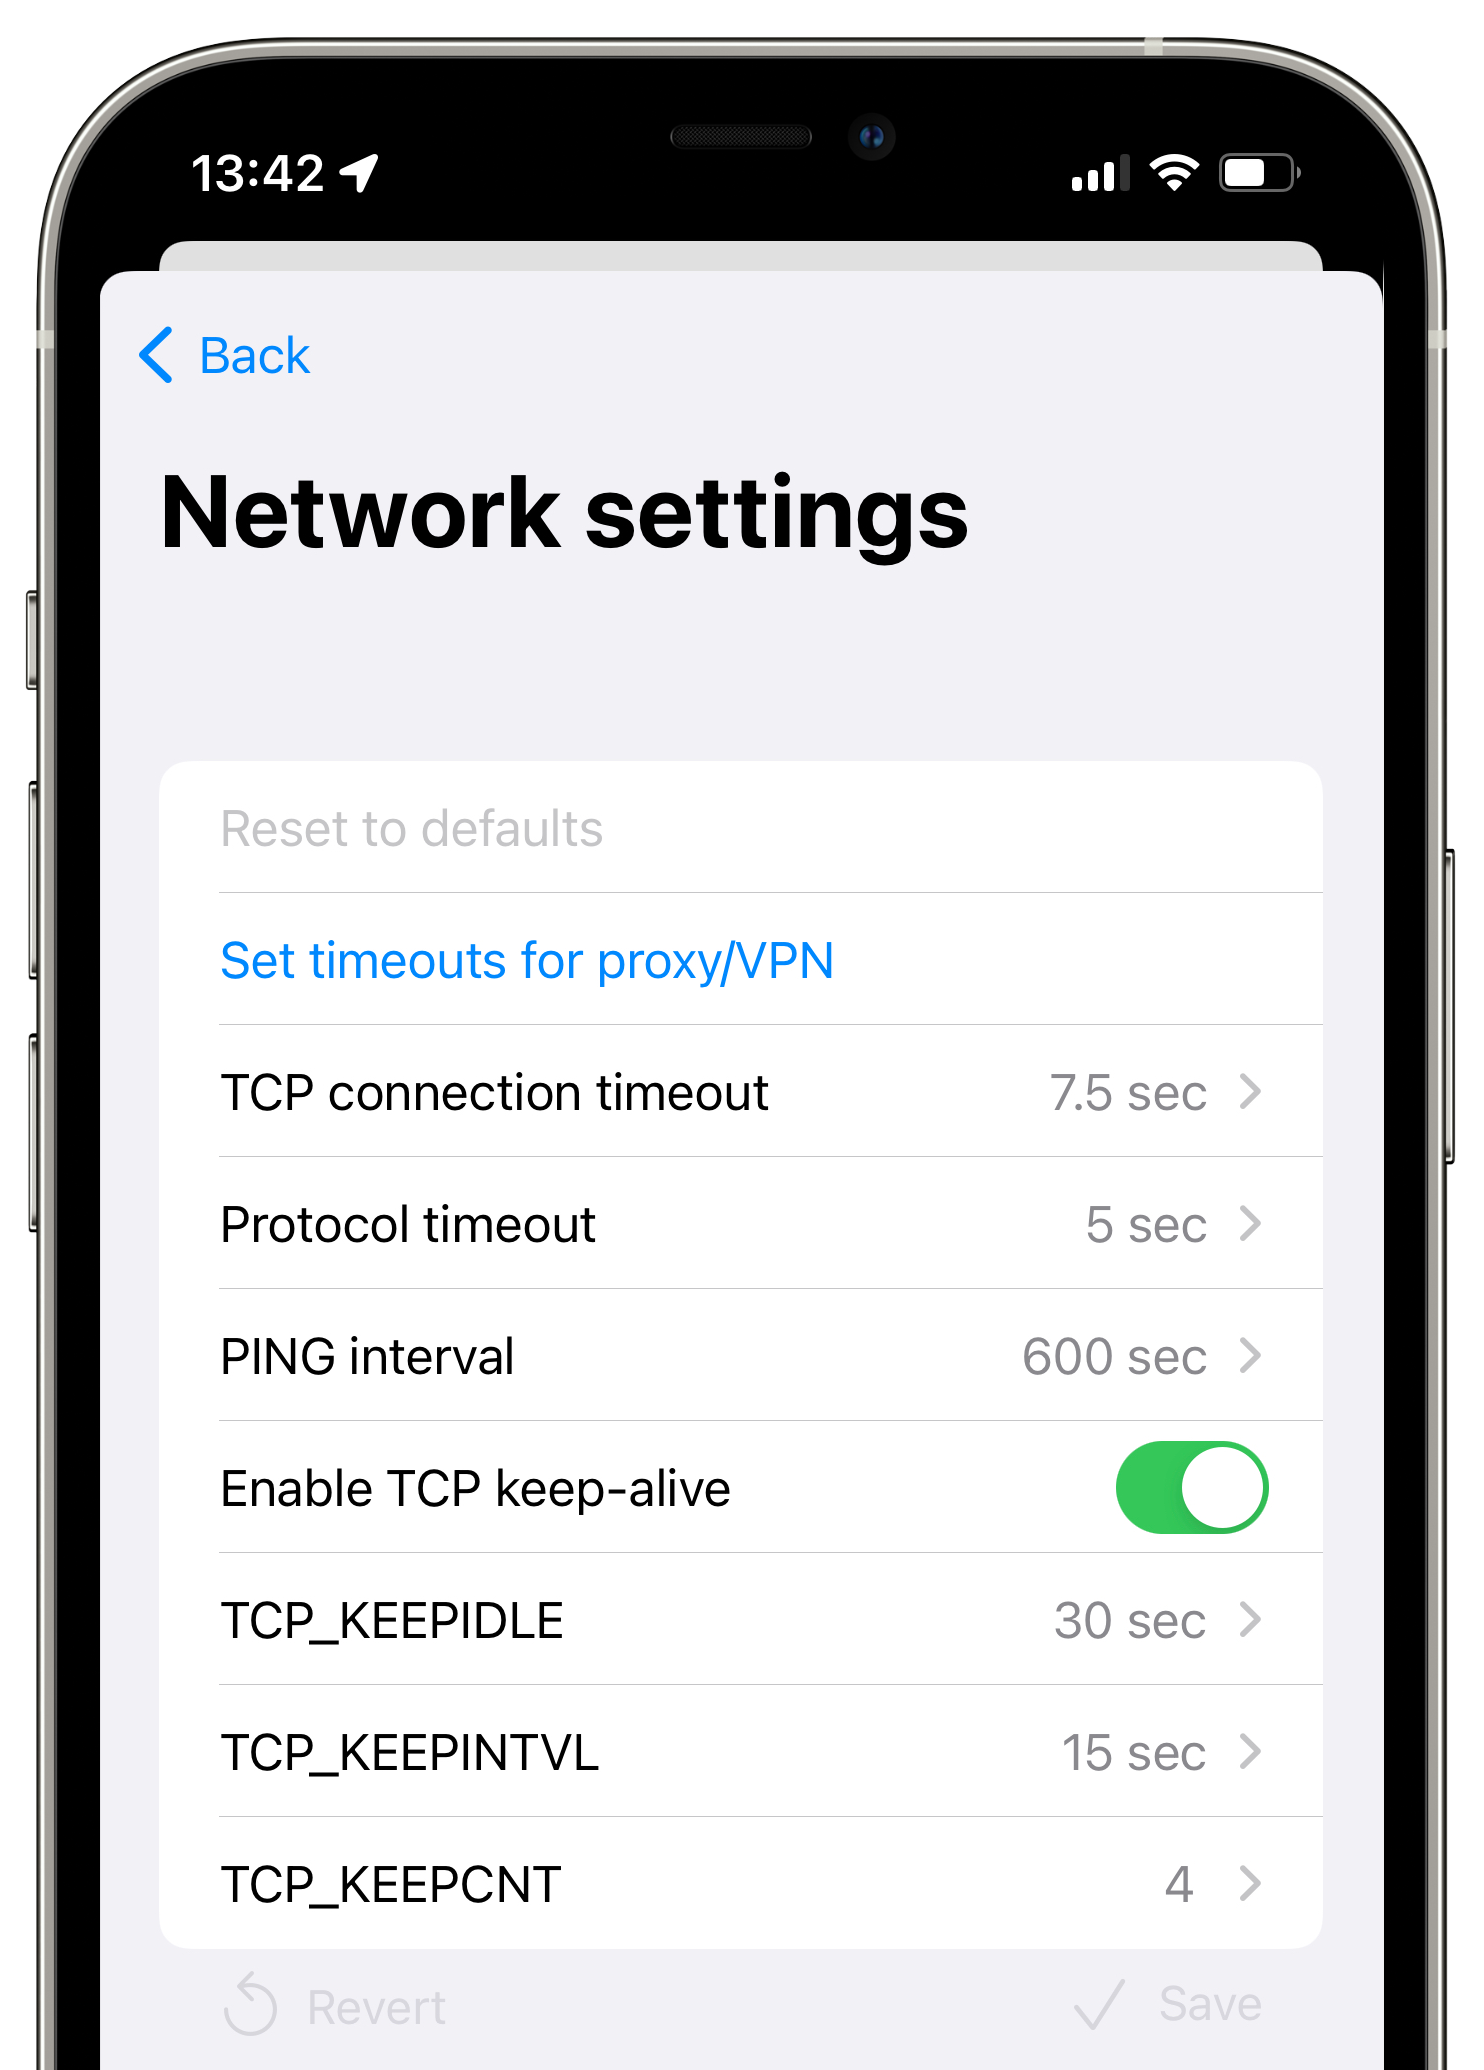 13:42
Back
Network settings
Reset to defaults
Set timeouts for proxy/VPN
TCP connection timeout 7.5 sec
Protocol timeout 5 sec
PING interval 600 sec
Enable TCP keep-alive
TCP_KEEPIDLE 30 sec
TCP_KEEPINTVL 15 sec
TCP_KEEPCNT 4
Revert Save